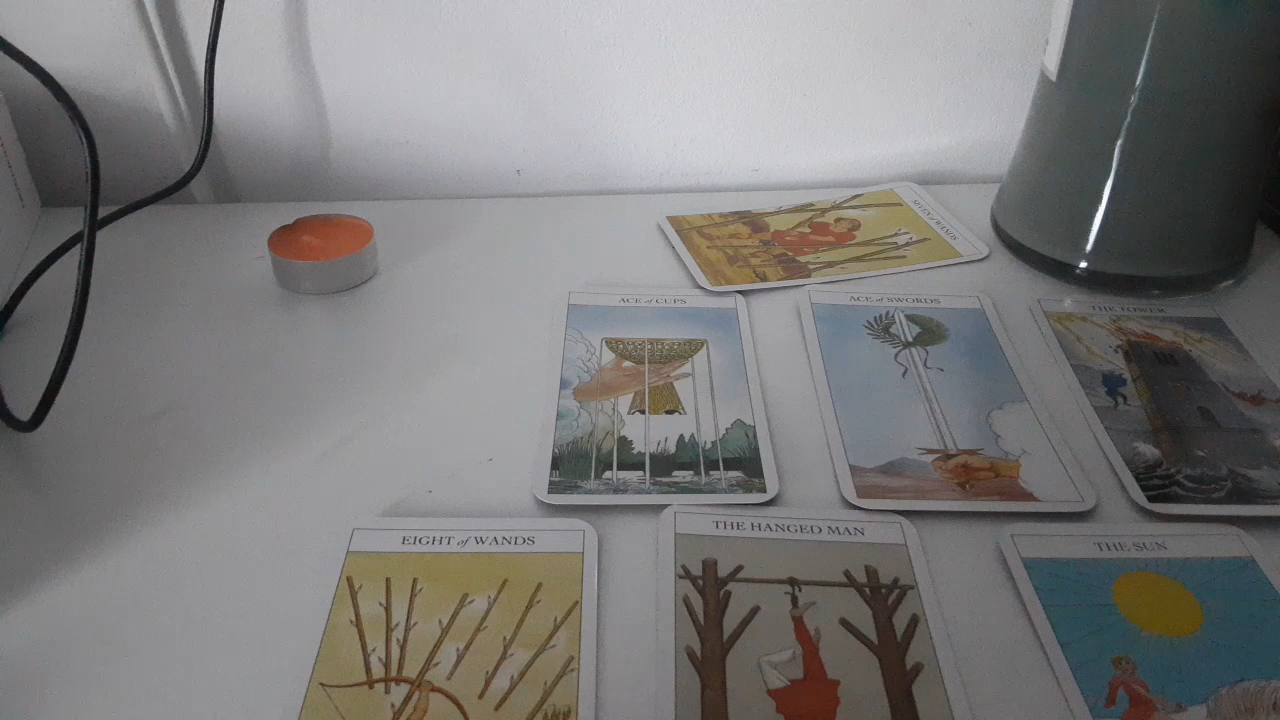 SEVEN of WANDS
ACE of CUPS
ACE of SWORDS
THE TOWER
EIGHT of WANDS
THE HANGED MAN
THE SUN